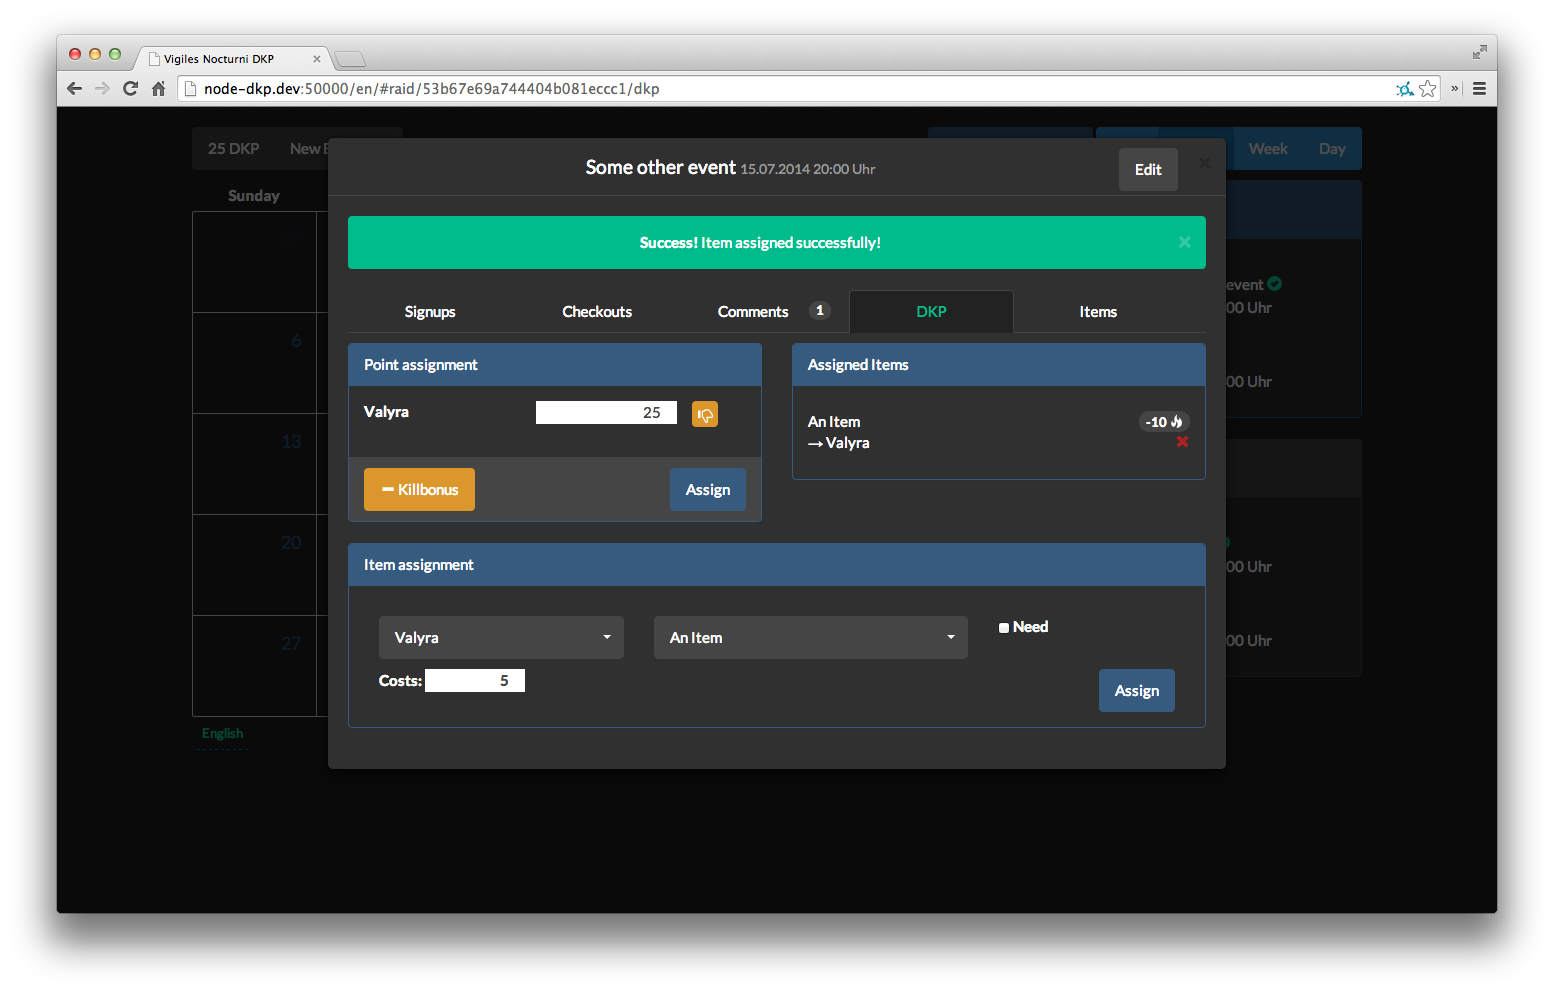 Vigiles Nocturni DKP
node-dkp.dev:50000/en/#raid/53b67e69a744404b081eccc1/dkp
25 DKP
Week
Day
Sunday
Some other event 15.07.2014 20:00 Uhr
Edit
Success! Item assigned successfully!
Signups
Checkouts
Comments 1
DKP
Items
Point assignment
Valyra
25
– Killbonus
Assign
Assigned Items
An Item
-10
→ Valyra
Item assignment
Valyra
An Item
Need
Costs: 5
Assign
event
00 Uhr
00 Uhr
00 Uhr
00 Uhr
6
13
20
27
English